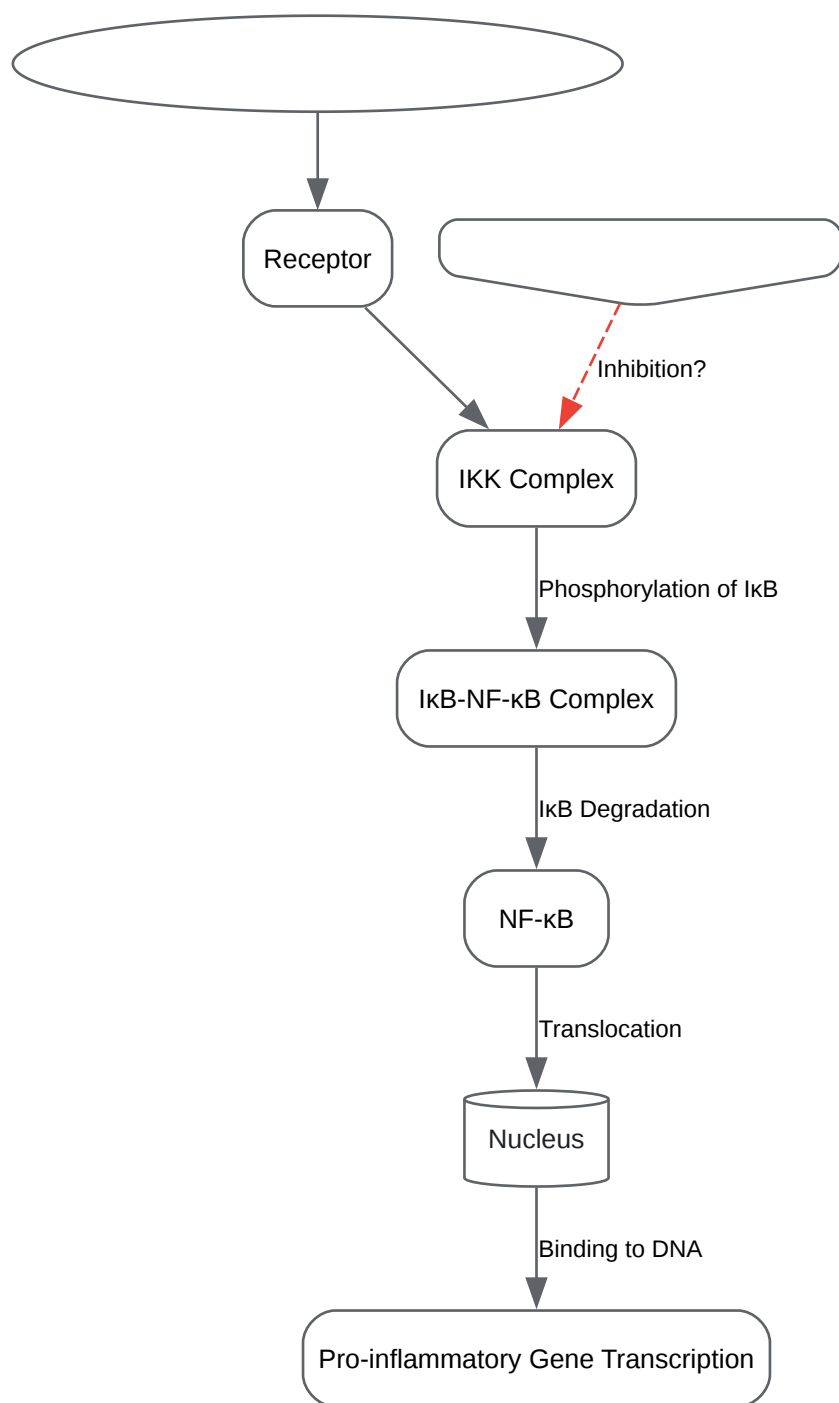 Receptor
Inhibition?
IKK Complex
Phosphorylation of IκB
IκB-NF-κB Complex
IκB Degradation
NF-κB
Translocation
Nucleus
Binding to DNA
Pro-inflammatory Gene Transcription